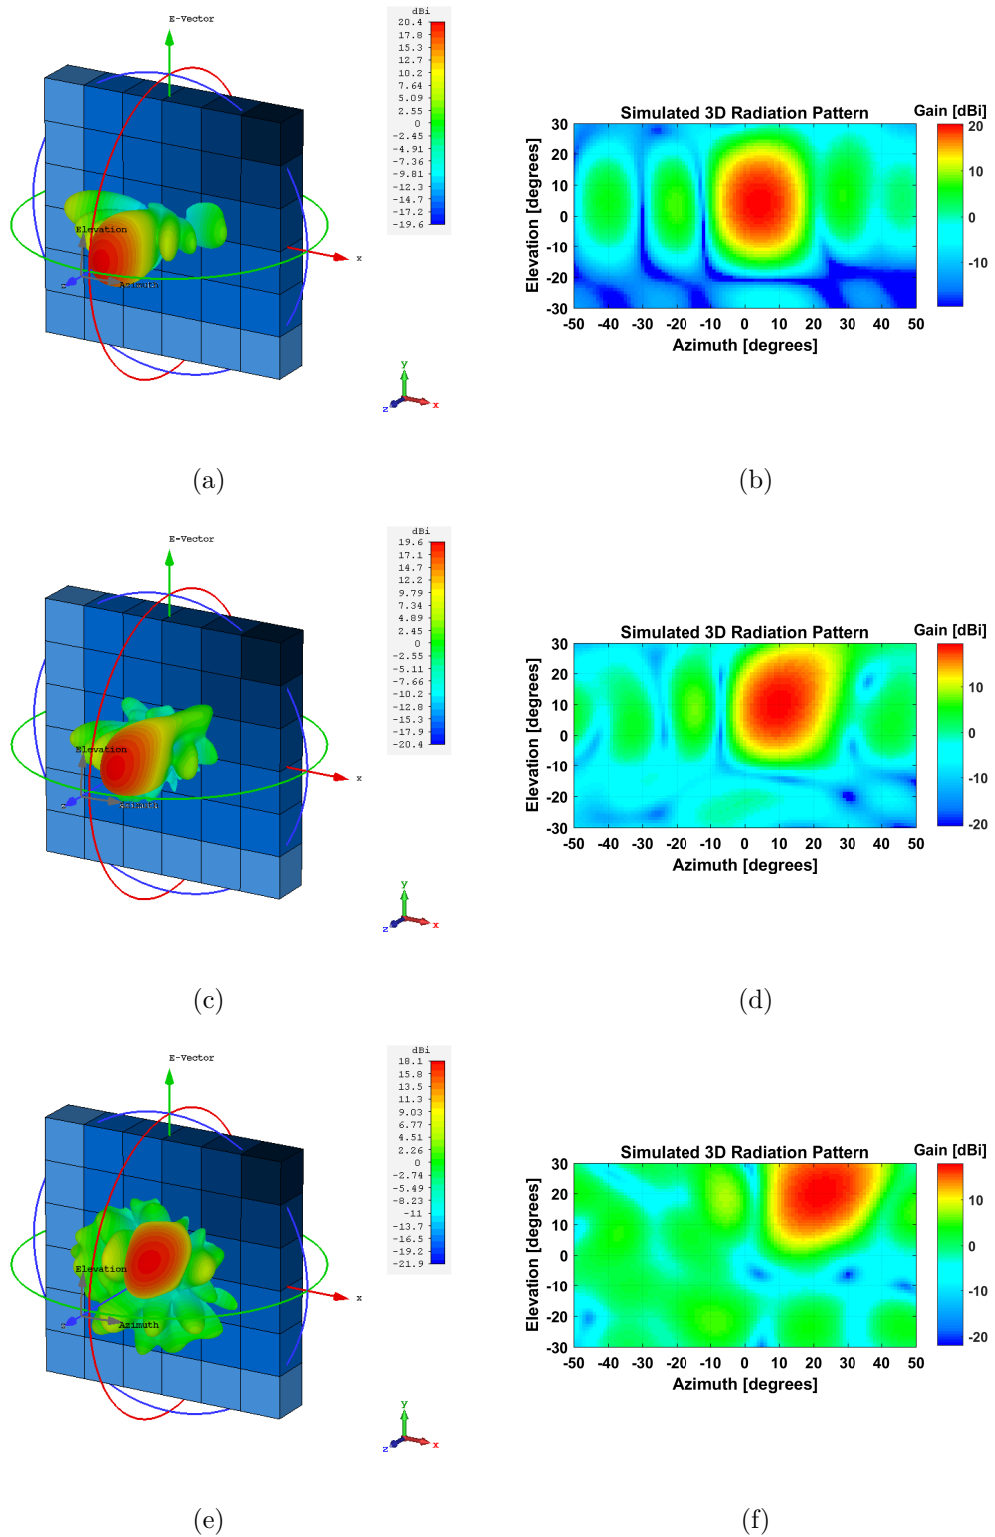 E-Vector
dBi
20.4
17.8
15.3
12.7
10.2
7.64
5.09
2.55
0
-2.45
-4.91
-7.36
-9.81
-12.3
-14.7
-17.2
-19.6
Elevation
Azimuth
x
y
z
x
(a)
Simulated 3D Radiation Pattern
Gain [dBi]
Elevation [degrees]
30
20
10
0
-10
-20
-30
-50 -40 -30 -20 -10 0 10 20 30 40 50
Azimuth [degrees]
20
10
0
-10
(b)
E-Vector
dBi
19.6
17.1
14.7
12.2
9.79
7.34
4.89
2.45
0
-2.55
-5.11
-7.66
-10.2
-12.8
-15.3
-17.9
-20.4
Elevation
x
y
z
x
(c)
Simulated 3D Radiation Pattern
Gain [dBi]
Elevation [degrees]
30
20
10
0
-10
-20
-30
-50 -40 -30 -20 -10 0 10 20 30 40 50
Azimuth [degrees]
10
0
-10
-20
(d)
E-Vector
dBi
18.1
15.8
13.5
11.3
9.03
6.77
4.51
2.26
0
-2.74
-5.49
-8.23
-11
-13.7
-16.5
-19.2
-21.9
Elevation
Azimuth
x
y
z
x
(e)
Simulated 3D Radiation Pattern
Gain [dBi]
Elevation [degrees]
30
20
10
0
-10
-20
-30
-50 -40 -30 -20 -10 0 10 20 30 40 50
Azimuth [degrees]
10
0
-10
-20
(f)